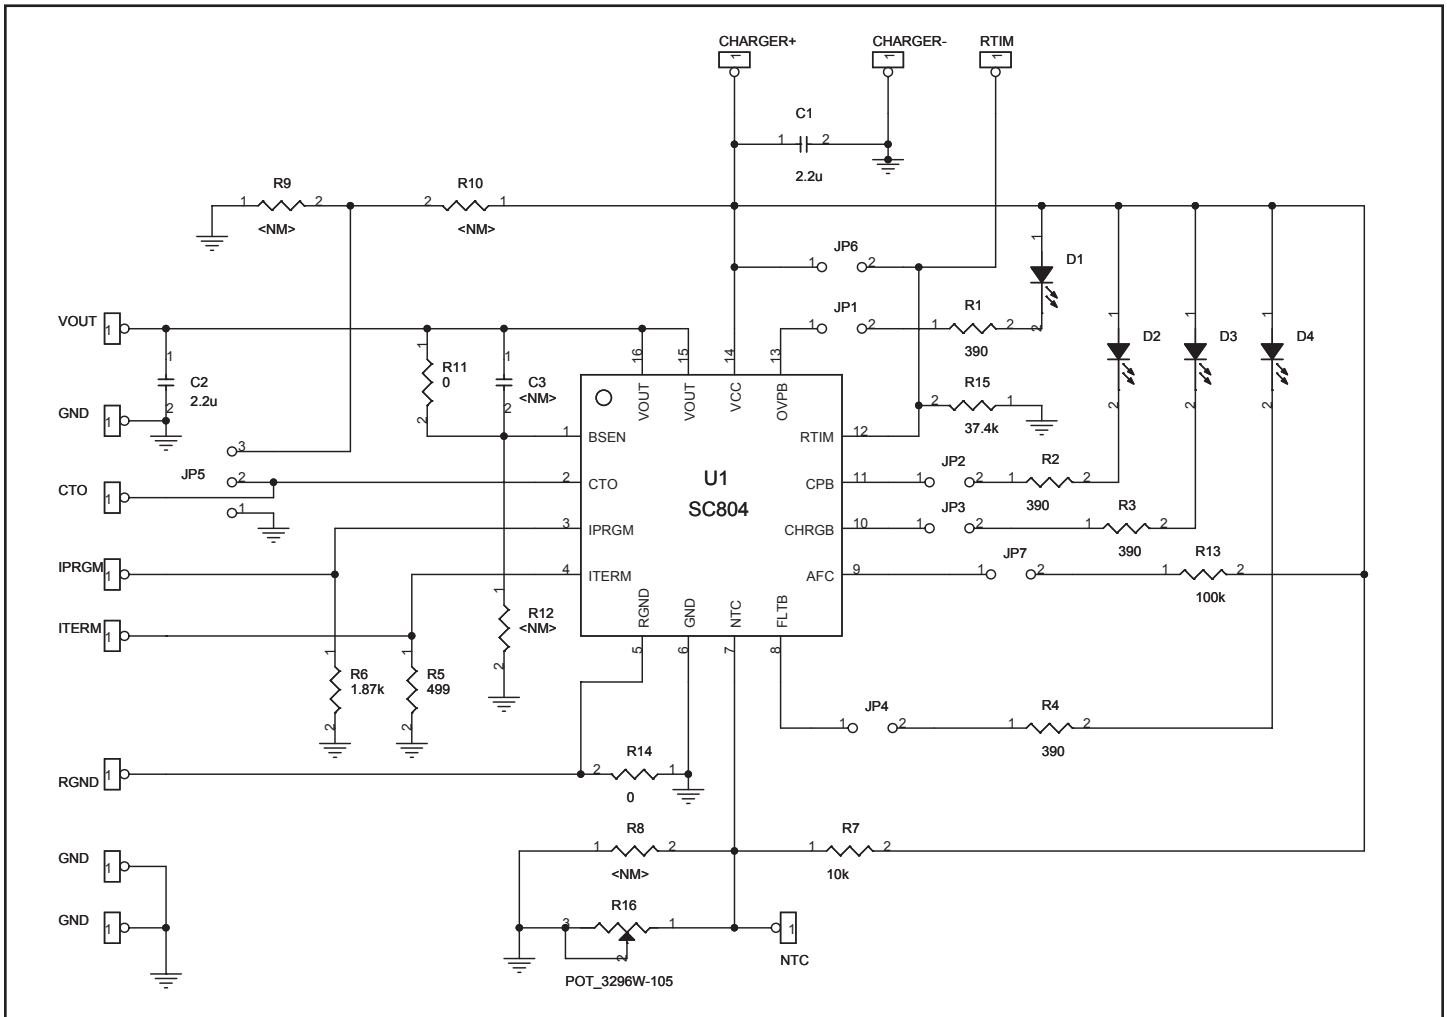 CHARGER+ CHARGER- RTIM
1 1 1
C1
1 2
2.2u
R9 R10
1 2 2 1
<NM> <NM>
JP6
1 2
1 D1
2
VOUT 1
JP1
1 2
R1
1 2
390
1 D2 2
1 D3 2
1 D4 2
1 C2 2.2u 2
GND 1
1 R11 0 2
1 C3 <NM> 2
16 15 14 13
VOUT VOUT VCC OVPB
R15
2 1
37.4k
3
JP5 2
1
CTO 1
1 BSEN
2 CTO
3 IPRGM
4 ITERM
U1
SC804
RTIM 12
CPB 11
CHRGB 10
AFC 9
JP2
1 2
R2
1 2
390
JP3
1 2
R3
1 2
390
JP7
1 2
R13
1 2
100k
IPRGM 1
ITERM 1
RGND GND NTC FLTB
5 6 7 8
1 R12 <NM> 2
1 R6 1.87k 2
1 R5 499 2
JP4
1 2
R4
1 2
390
RGND 1
R14
2 1
0
GND 1
R8
1 2
<NM>
R7
1 2
10k
GND 1
R16
3 1
2
POT_3296W-105
1
NTC